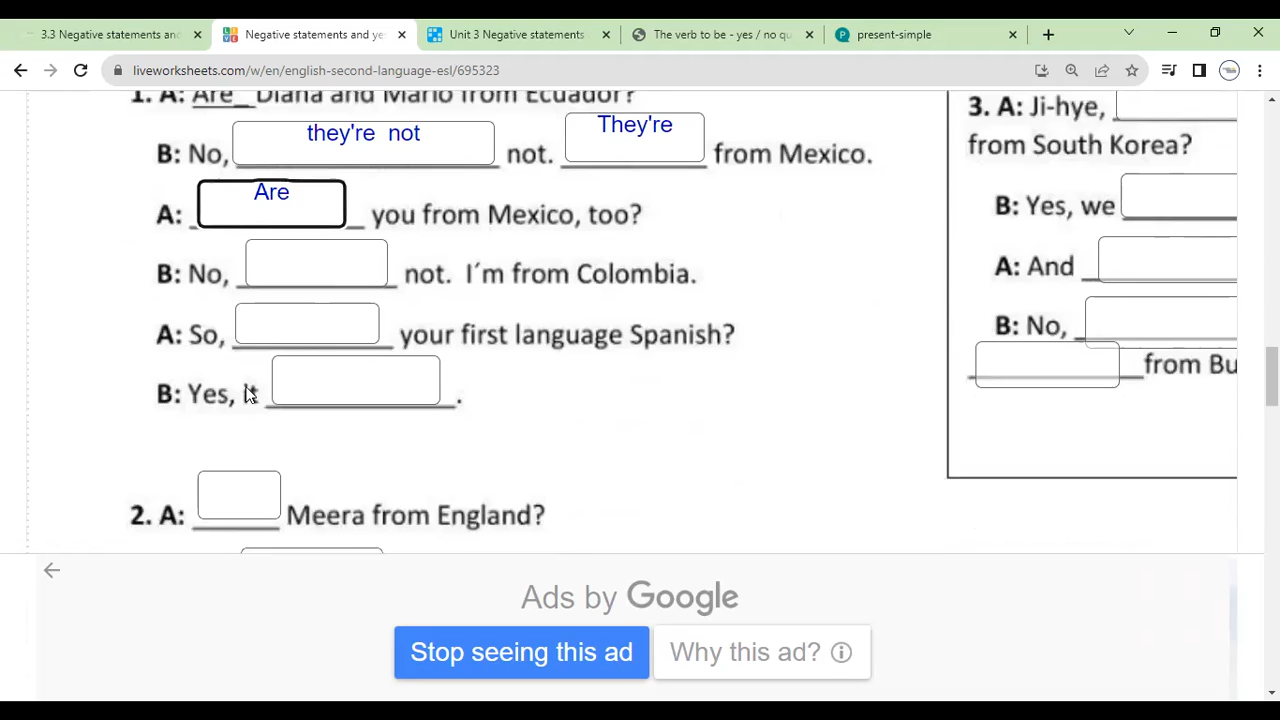 3.3 Negative statements and
Negative statements and ye
Unit 3 Negative statements
The verb to be - yes / no qu
present-simple
liveworksheets.com/w/en/english-second-language-esl/695323
1. A: Are_ Diana and Mario from Ecuador?
B: No, they're not not. They're from Mexico.
A: _ Are _ you from Mexico, too?
B: No, not. I´m from Colombia.
A: So, your first language Spanish?
B: Yes, it .
2. A: Meera from England?
3. A: Ji-hye,
from South Korea?
B: Yes, we
A: And
B: No,
from Bu
Ads by Google
Stop seeing this ad
Why this ad?